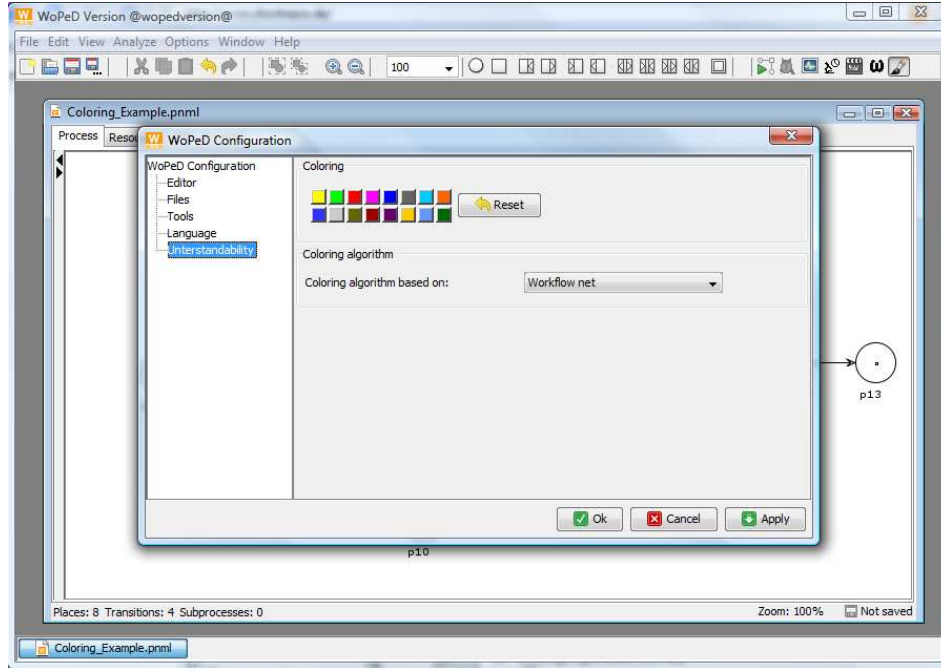 WoPeD Version @wopedversion@
File Edit View Analyze Options Window Help
100
Coloring_Example.pnml
Process Resou
WoPeD Configuration
WoPeD Configuration
Editor
Files
Tools
Language
Unterstandability
Coloring
Reset
Coloring algorithm
Coloring algorithm based on: Workflow net
p13
Ok Cancel Apply
p10
Places: 8 Transitions: 4 Subprocesses: 0 Zoom: 100% Not saved
Coloring_Example.pnml